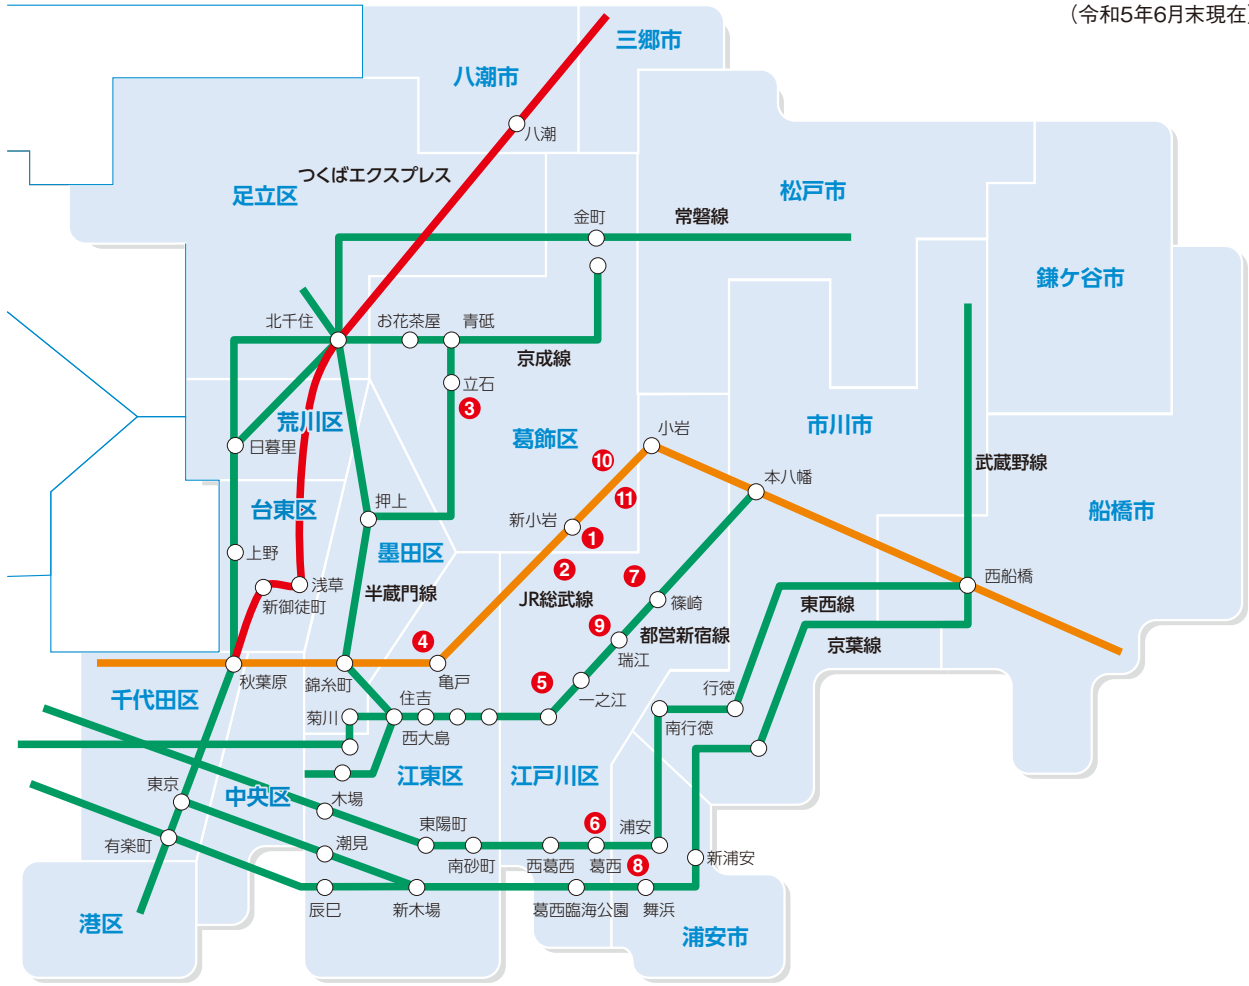 （令和5年6月末現在）
三郷市
八潮市
八潮
つくばエクスプレス
足立区
松戸市
金町
常磐線
鎌ケ谷市
北千住
お花茶屋
青砥
京成線
立石
3
荒川区
葛飾区
小岩
市川市
日暮里
10
武蔵野線
本八幡
11
押上
台東区
新小岩
船橋市
1
上野
墨田区
2
7
西船橋
浅草
半蔵門線
JR総武線
篠崎
東西線
新御徒町
9
都営新宿線
京葉線
4
瑞江
秋葉原
錦糸町
亀戸
5
千代田区
住吉
一之江
行徳
菊川
西大島
南行徳
江東区
江戸川区
東京
中央区
木場
東陽町
6
浦安
有楽町
潮見
南砂町
西葛西
葛西
8
新浦安
辰巳
新木場
葛西臨海公園
舞浜
港区
浦安市